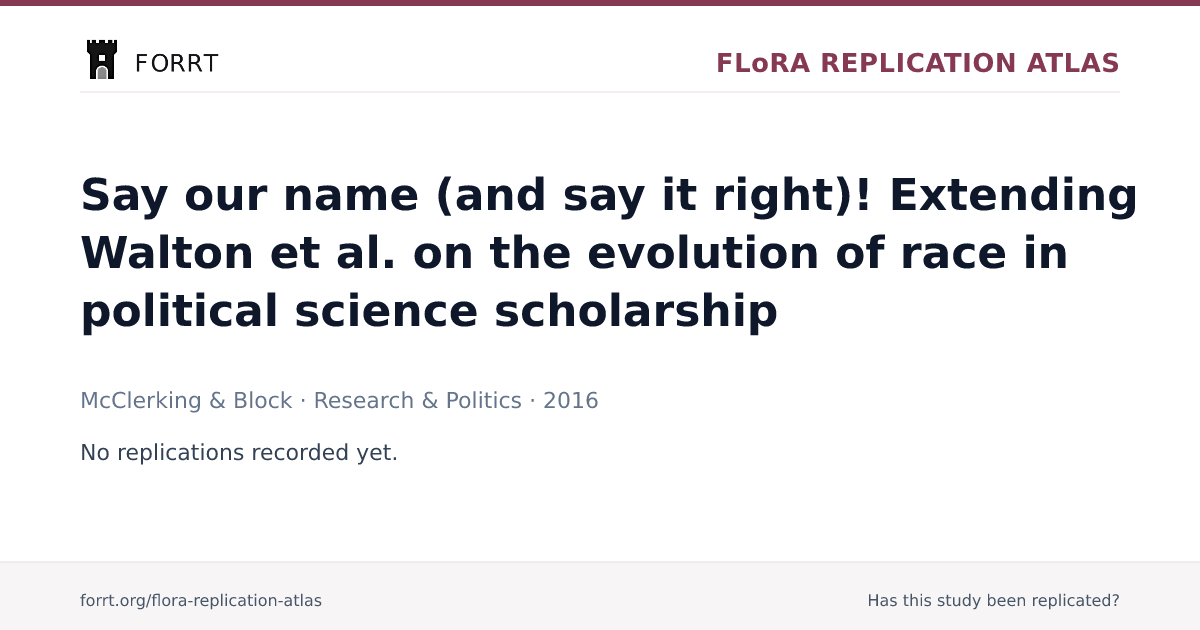 FORRT
FLoRA REPLICATION ATLAS
Say our name (and say it right)! Extending
Walton et al. on the evolution of race in
political science scholarship
McClerking & Block · Research & Politics · 2016
No replications recorded yet.
forrt.org/flora-replication-atlas
Has this study been replicated?